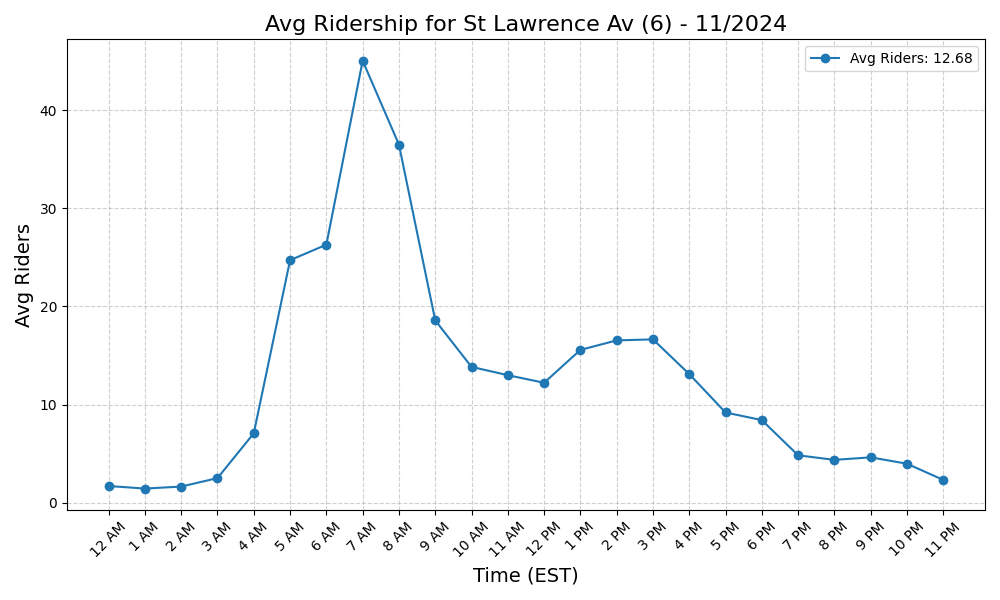 Avg Ridership for St Lawrence Av (6) - 11/2024
Avg Riders: 12.68
Avg Riders
40
30
20
10
0
12 AM
1 AM
2 AM
3 AM
4 AM
5 AM
6 AM
7 AM
8 AM
9 AM
10 AM
11 AM
12 PM
1 PM
2 PM
3 PM
4 PM
5 PM
6 PM
7 PM
8 PM
9 PM
10 PM
11 PM
Time (EST)